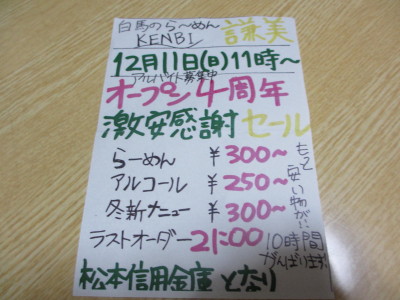 白馬のら～めん
KENBI
謙美
12月11日(日)11時～
アルバイト募集中
オープン4周年
激安感謝セール
らーめん ¥300～
アルコール ¥250～
冬新メニュー ¥300～
もっと安い物が!!
ラストオーダー 21:00
10時間がんばります!
松本信用金庫となり